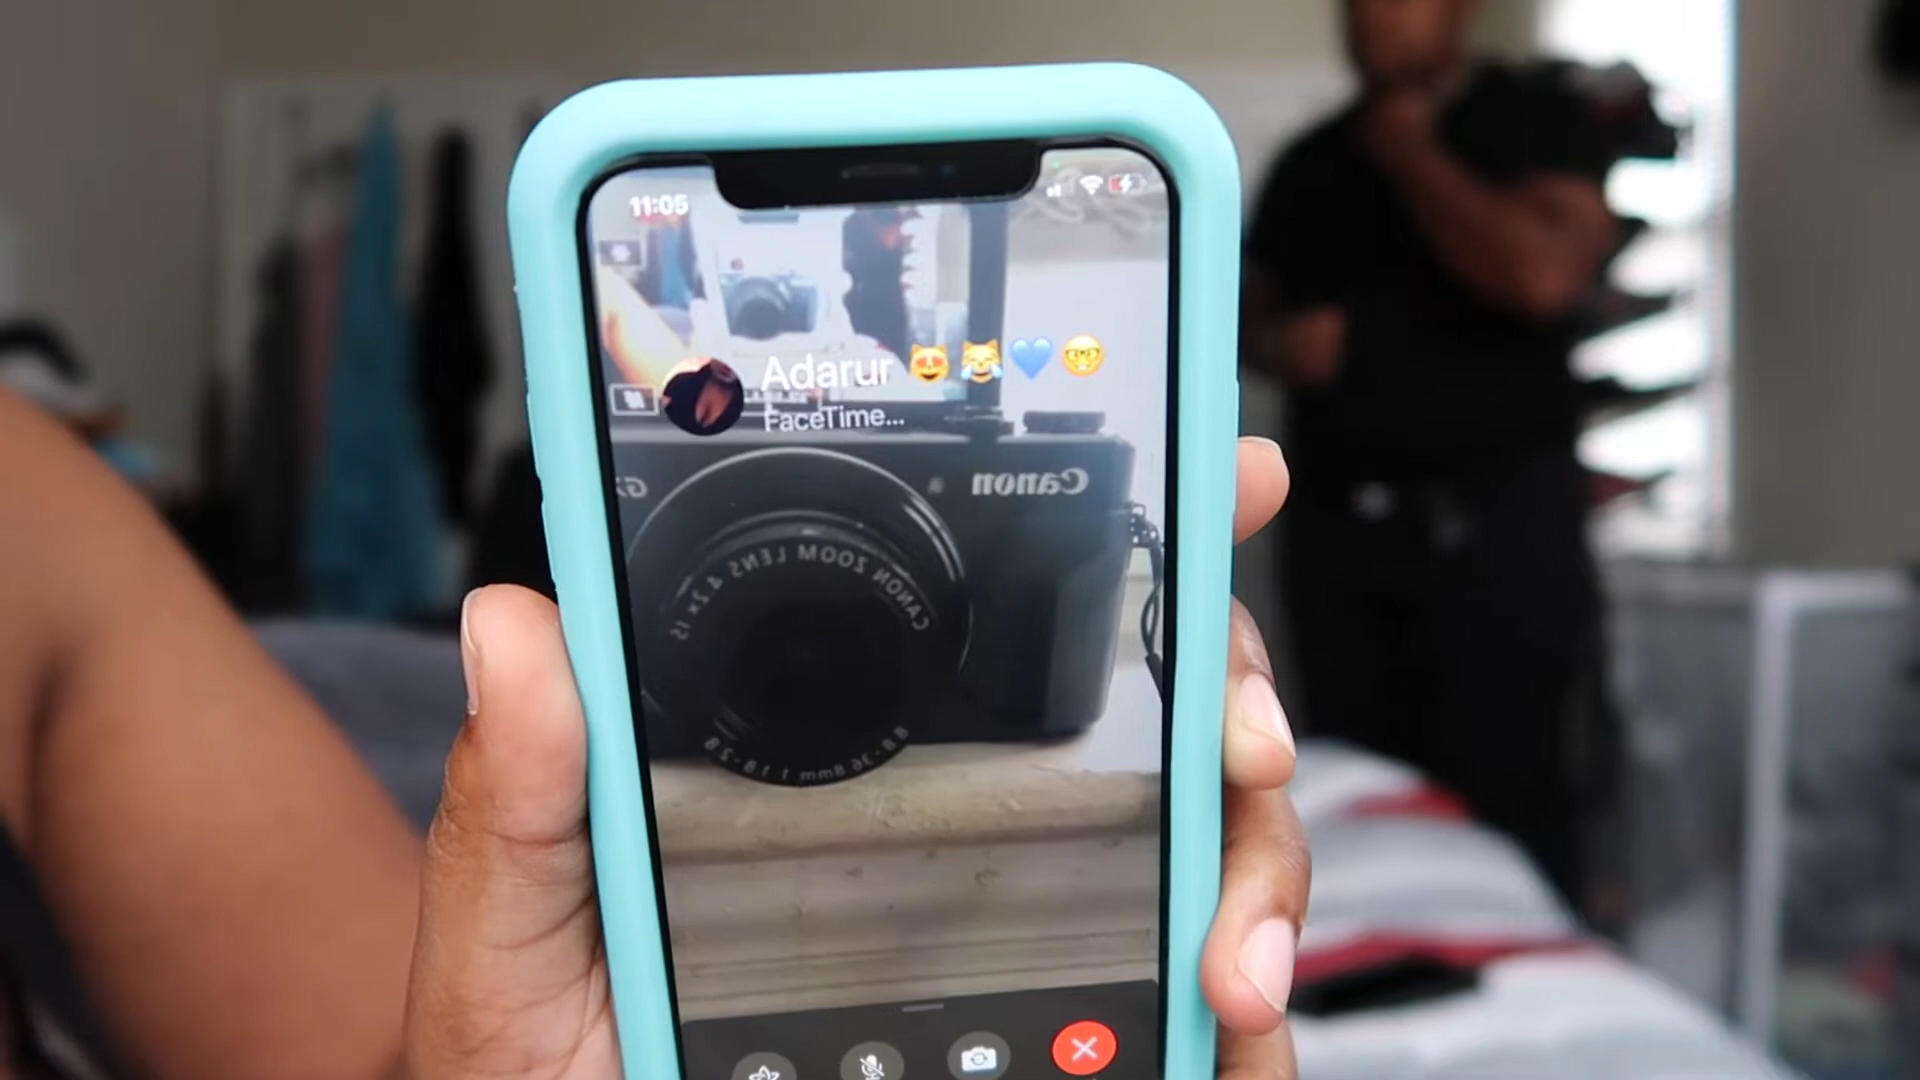 11:05
Adarur 😻😹💙🤓
FaceTime...
Canon
G7
CANON ZOOM LENS 4.2x IS
8.8-36.8mm 1:1.8-2.8